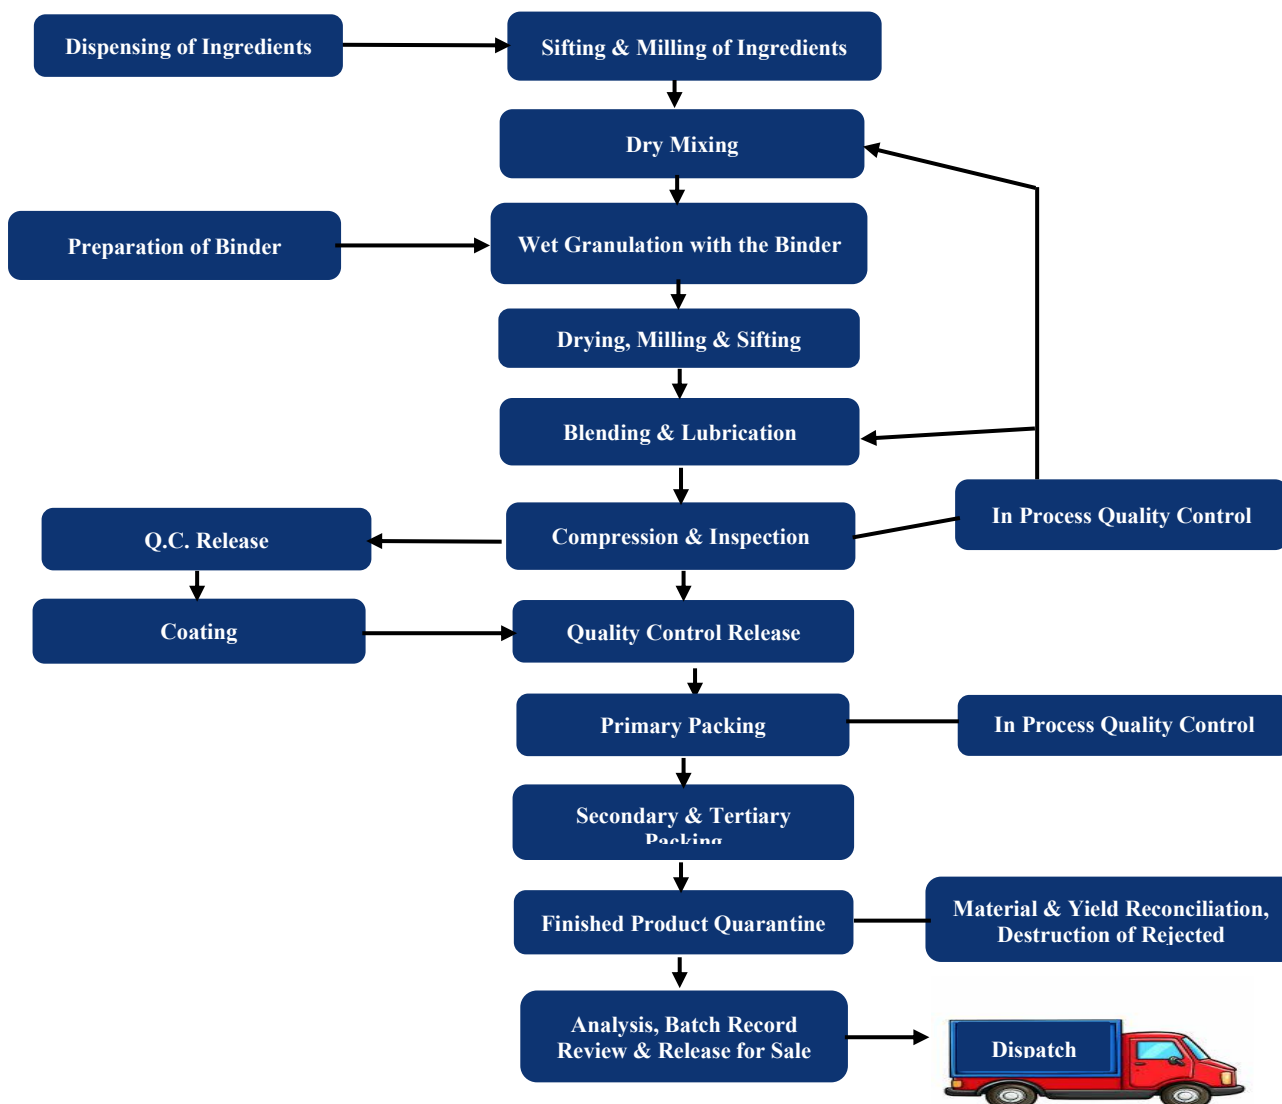 Dispensing of Ingredients
Sifting & Milling of Ingredients
Dry Mixing
Preparation of Binder
Wet Granulation with the Binder
Drying, Milling & Sifting
Blending & Lubrication
In Process Quality Control
Q.C. Release
Compression & Inspection
Coating
Quality Control Release
Primary Packing
In Process Quality Control
Secondary & Tertiary
Packing
Finished Product Quarantine
Material & Yield Reconciliation,
Destruction of Rejected
Analysis, Batch Record
Review & Release for Sale
Dispatch